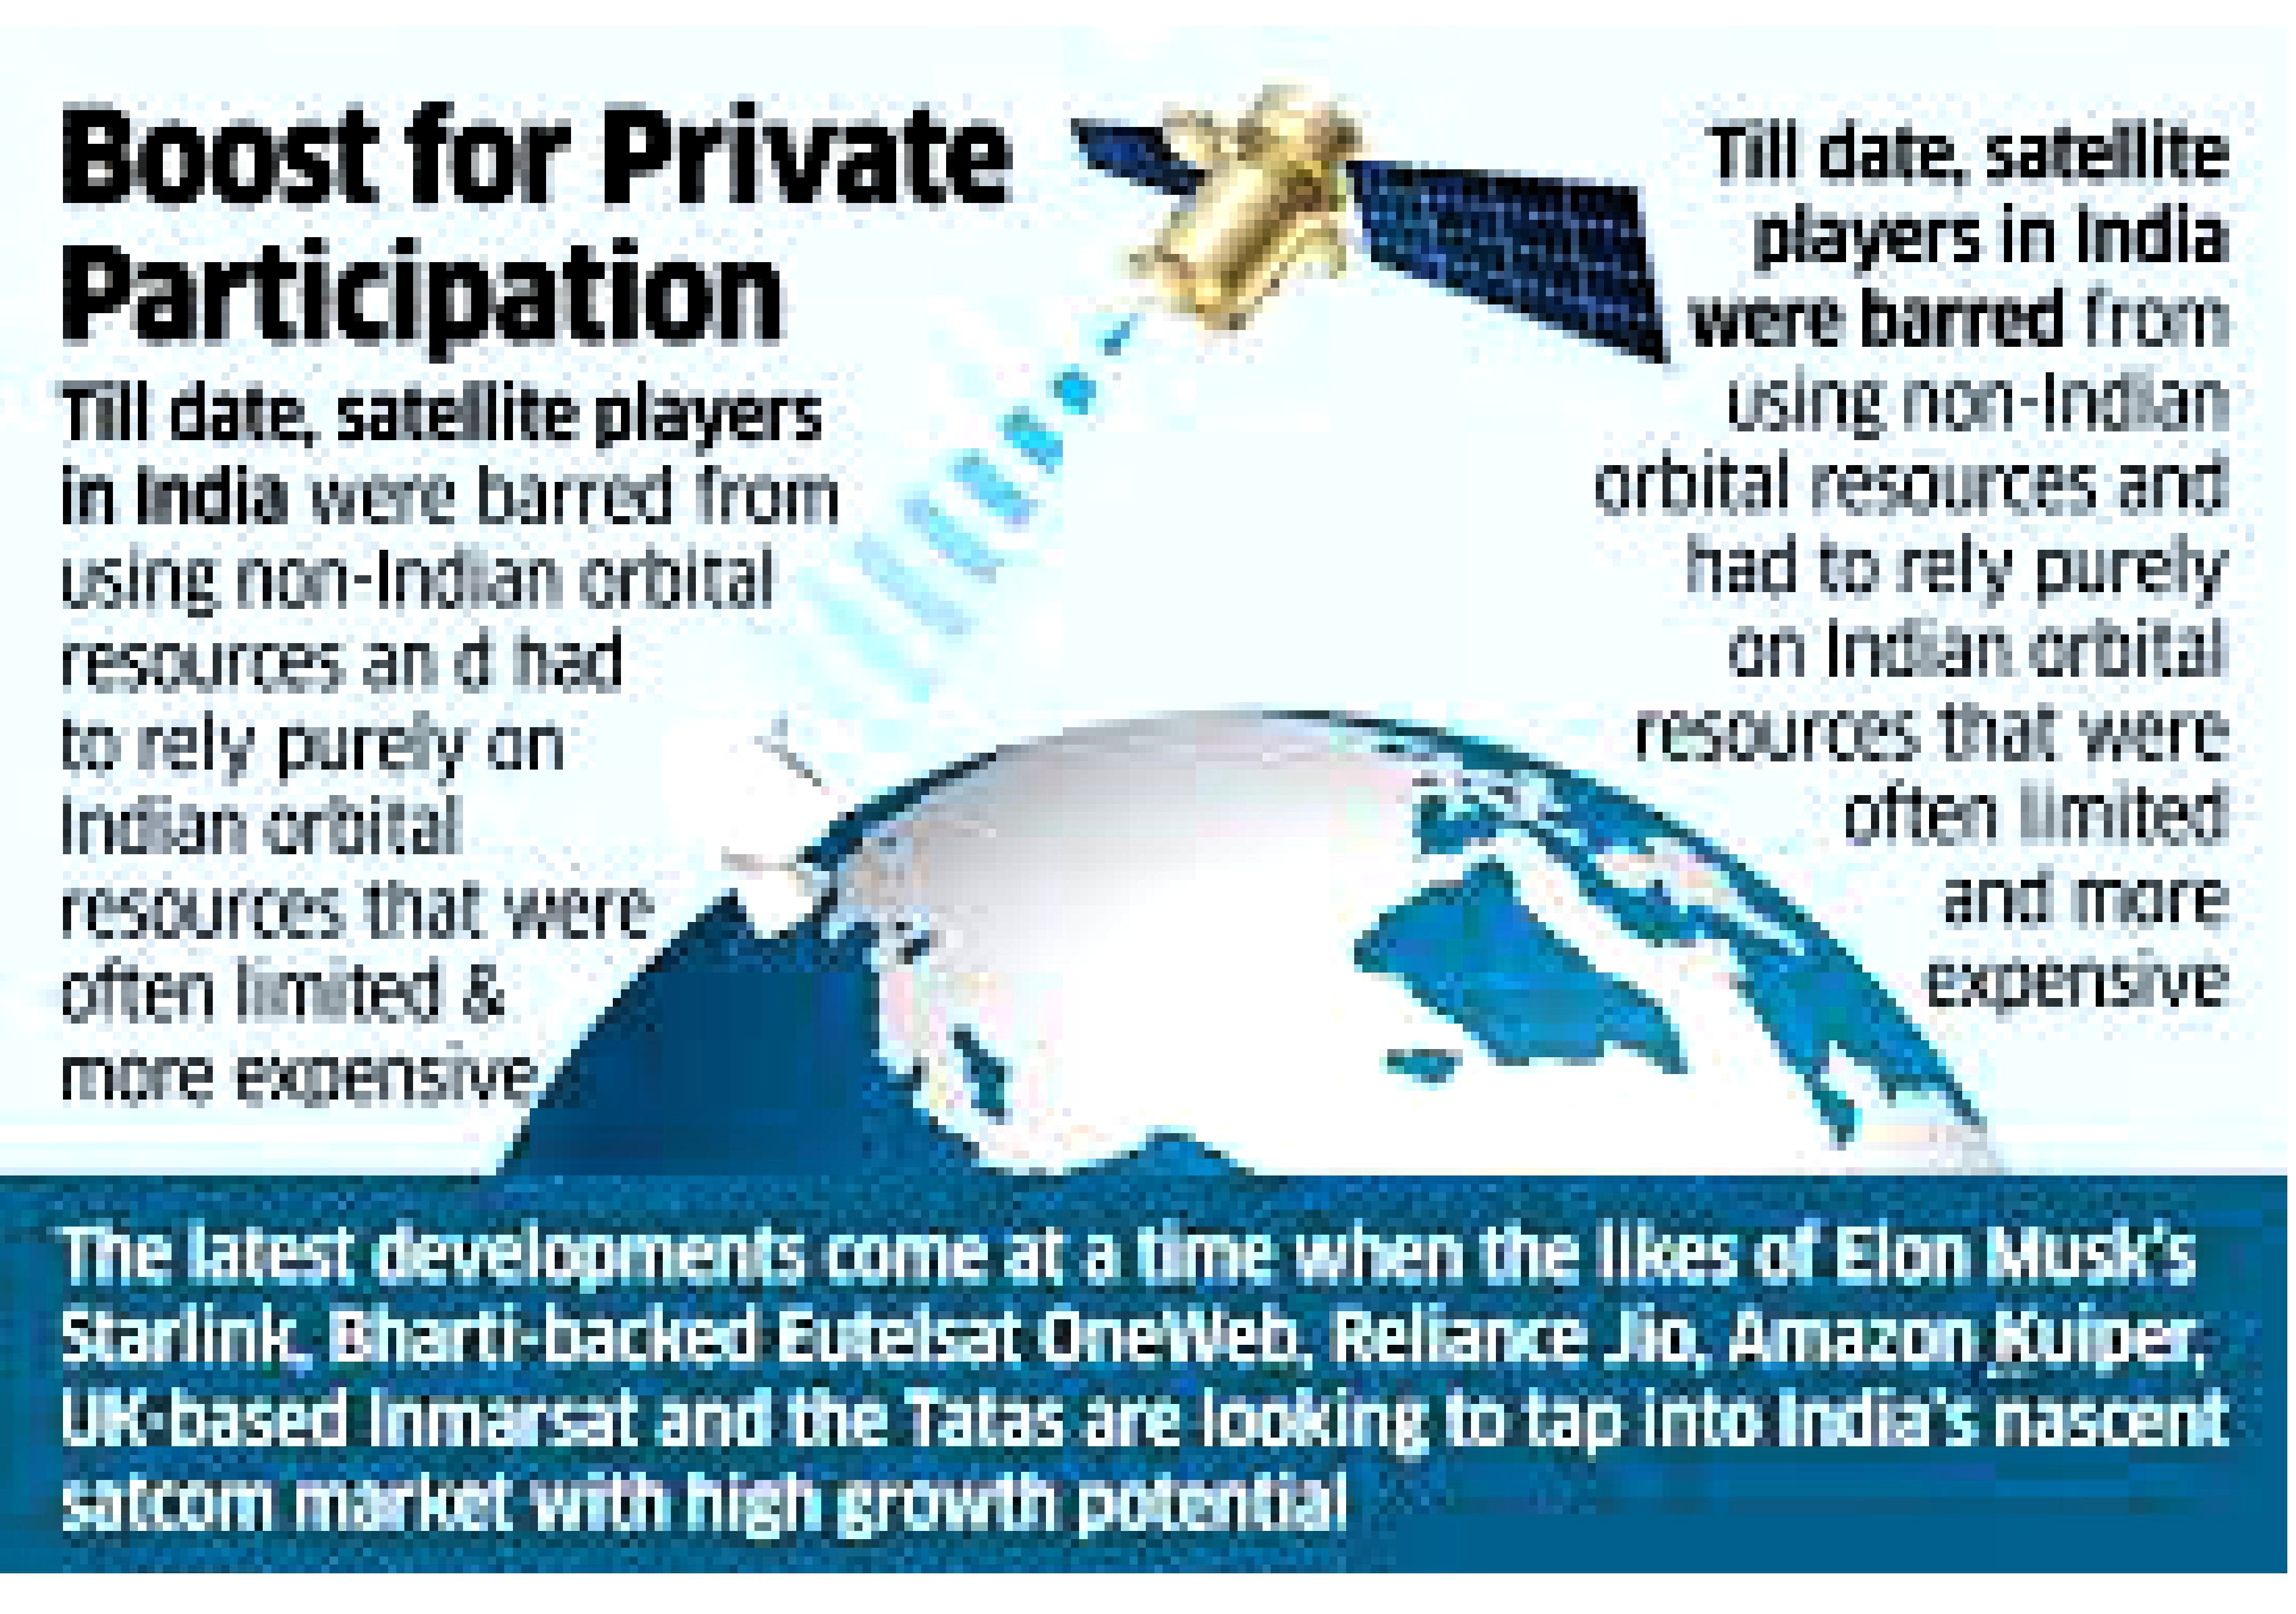 Boost for Private
Participation
Till date, satellite players
in India were barred from
using non-Indian orbital
resources an d had
to rely purely on
Indian orbital
resources that were
often limited &
more expensive
Till date, satellite
players in India
were barred from
using non-Indian
orbital resources and
had to rely purely
on Indian orbital
resources that were
often limited
and more
expensive
The latest developments come at a time when the likes of Elon Musk's
Starlink, Bharti-backed Eutelsat OneWeb, Reliance Jio, Amazon Kuiper,
UK-based Inmarsat and the Tatas are looking to tap into India's nascent
satcom market with high growth potential